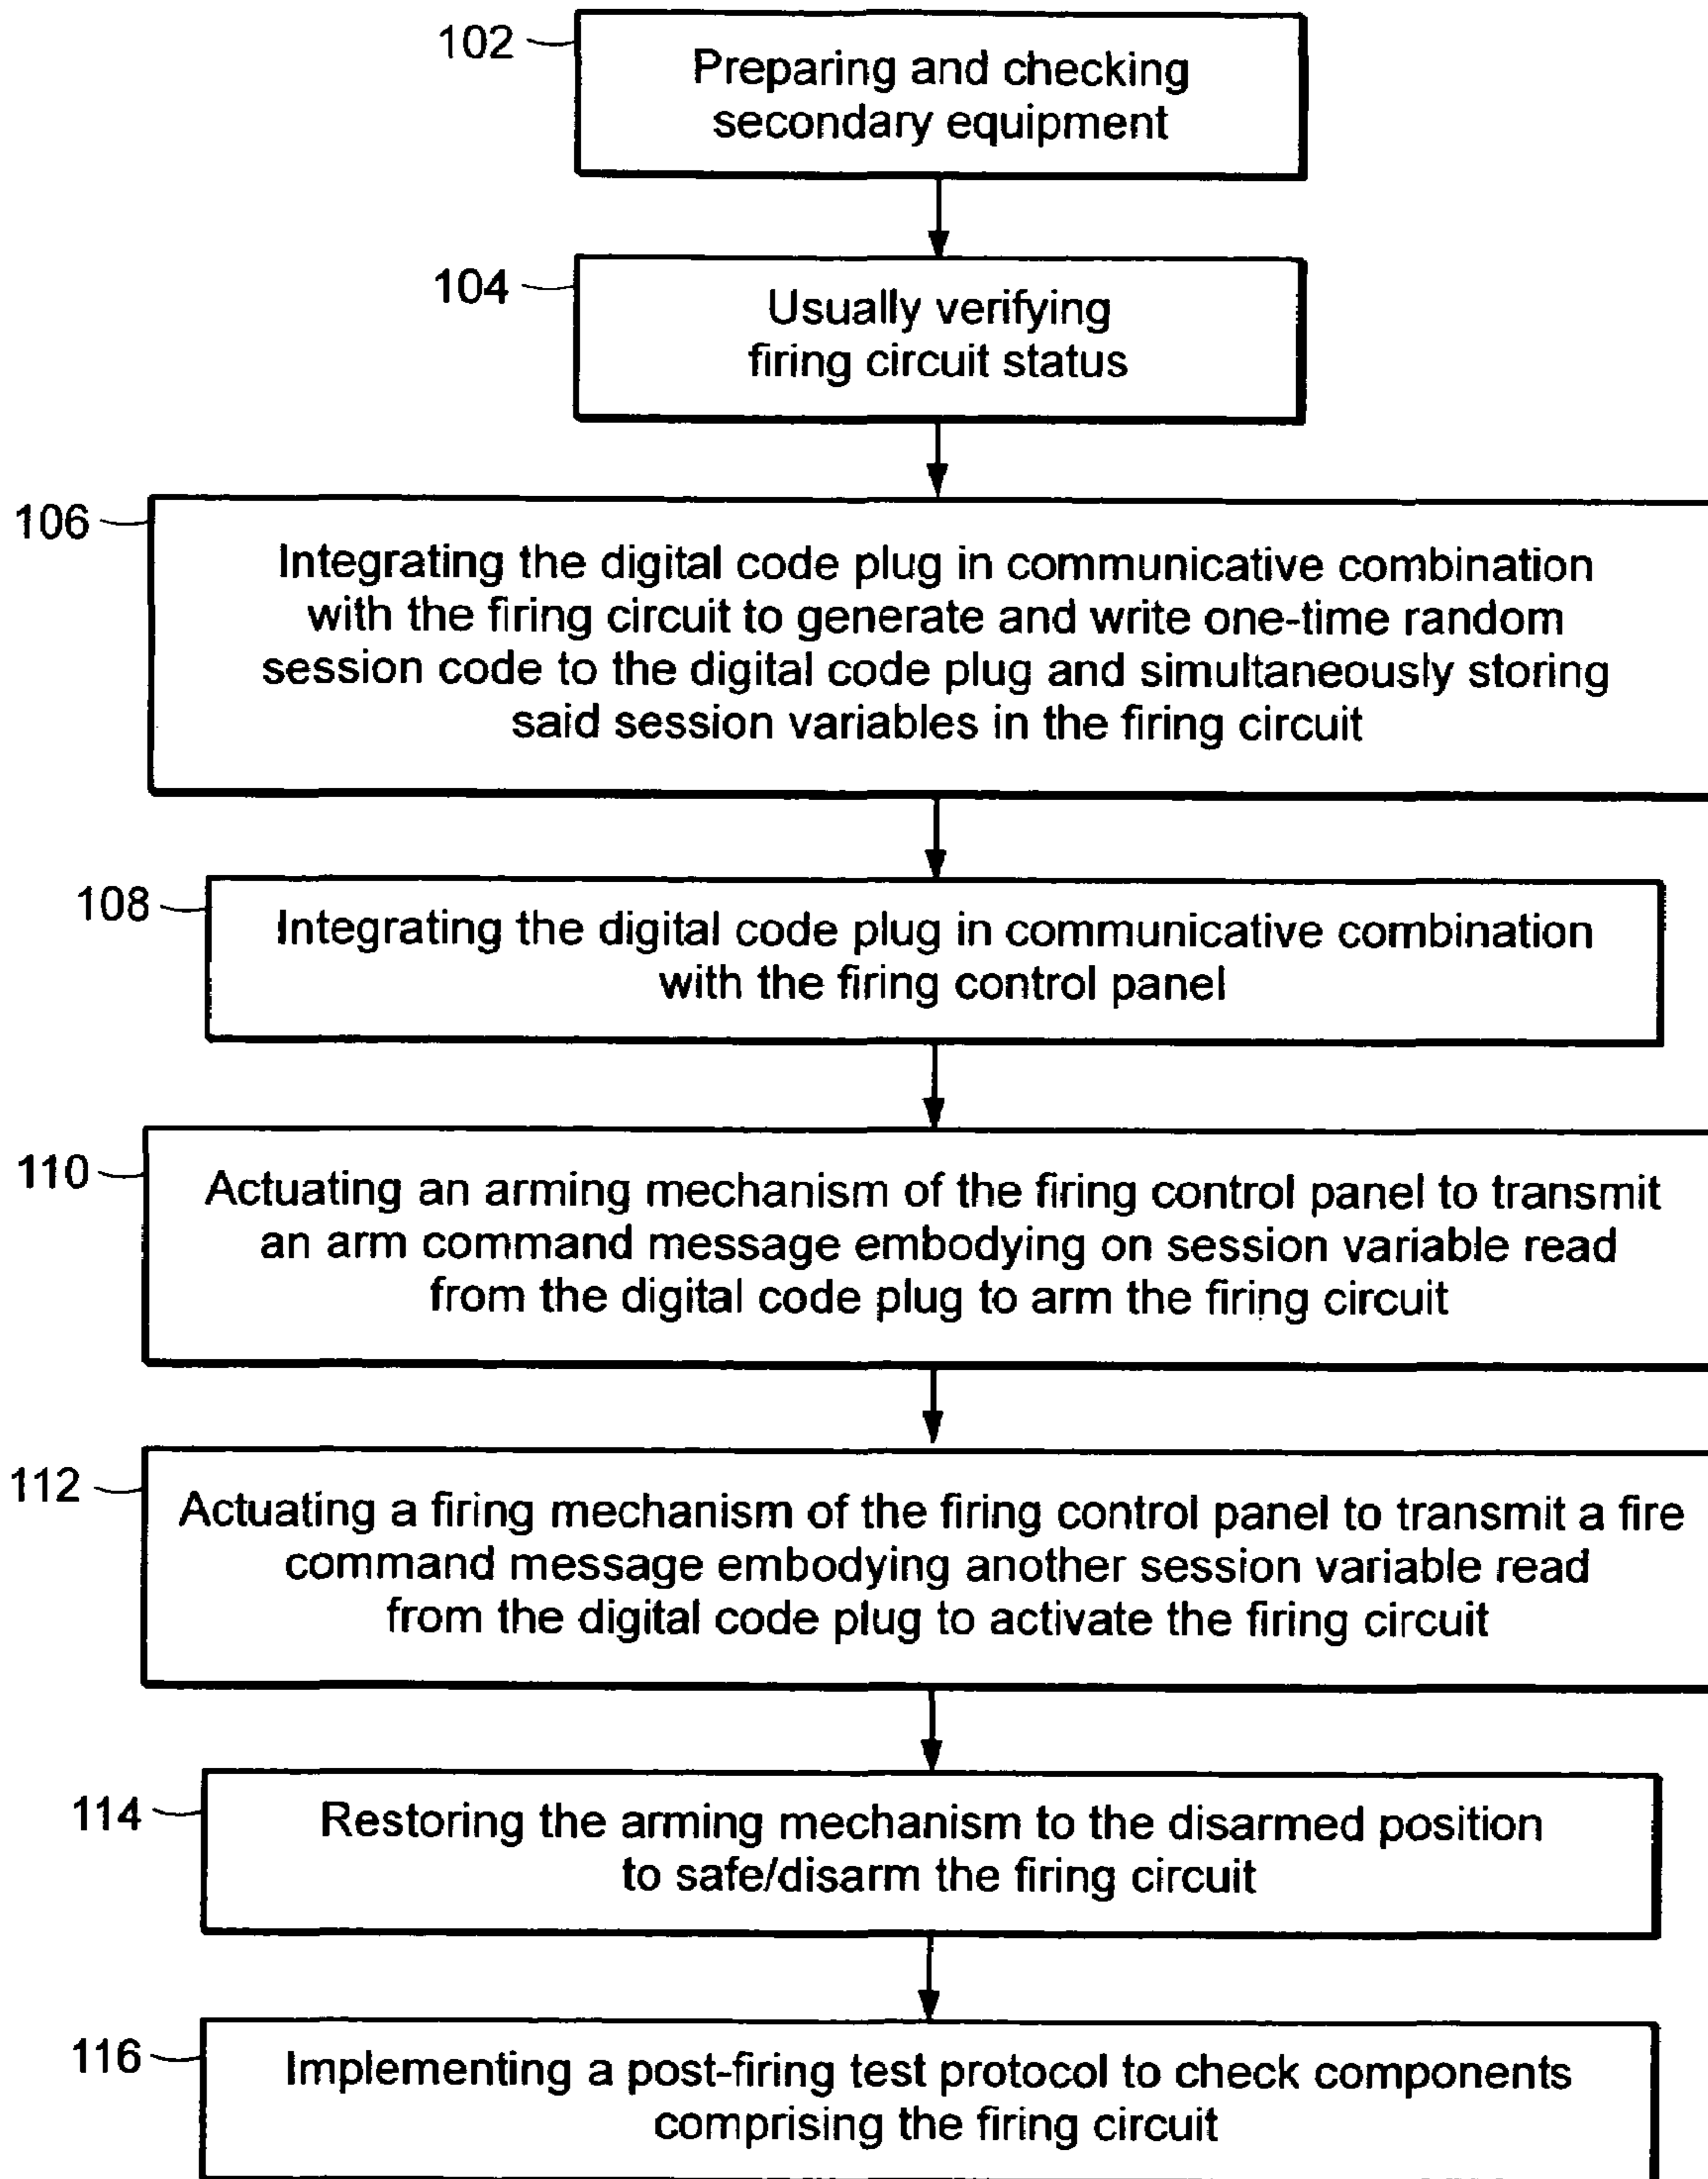 102
Preparing and checking
secondary equipment
104
Usually verifying
firing circuit status
106
Integrating the digital code plug in communicative combination
with the firing circuit to generate and write one-time random
session code to the digital code plug and simultaneously storing
said session variables in the firing circuit
108
Integrating the digital code plug in communicative combination
with the firing control panel
110
Actuating an arming mechanism of the firing control panel to transmit
an arm command message embodying on session variable read
from the digital code plug to arm the firing circuit
112
Actuating a firing mechanism of the firing control panel to transmit a fire
command message embodying another session variable read
from the digital code plug to activate the firing circuit
114
Restoring the arming mechanism to the disarmed position
to safe/disarm the firing circuit
116
Implementing a post-firing test protocol to check components
comprising the firing circuit